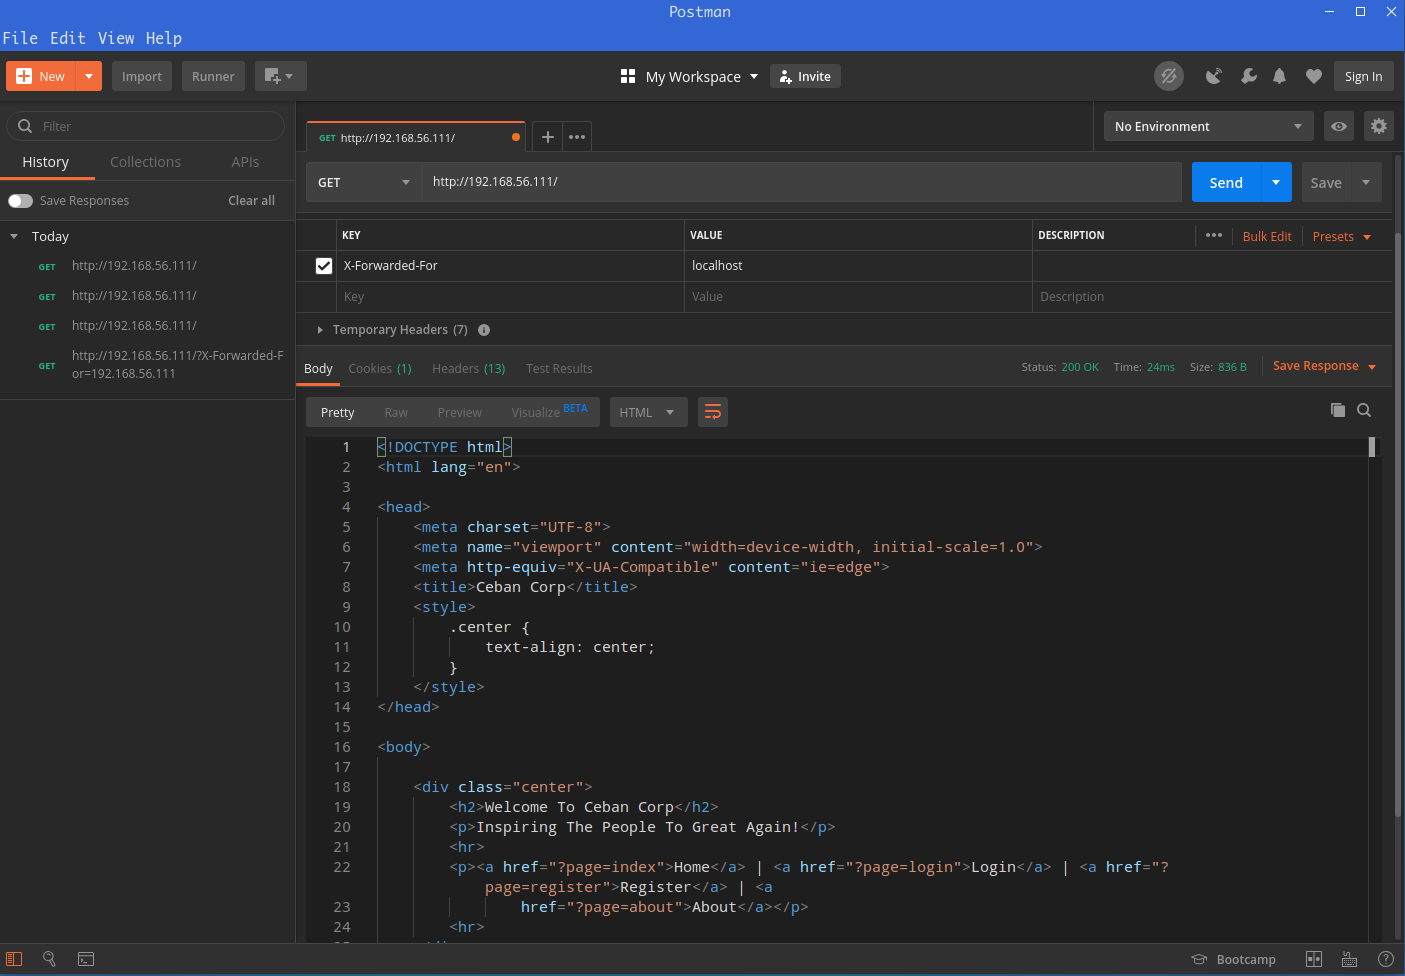 Postman
File Edit View Help
New Import Runner My Workspace Invite Sign In
Filter
History Collections APIs
Save Responses Clear all
Today
GET http://192.168.56.111/
GET http://192.168.56.111/
GET http://192.168.56.111/
GET http://192.168.56.111/?X-Forwarded-F
or=192.168.56.111
GET http://192.168.56.111/
No Environment
GET http://192.168.56.111/ Send Save
KEY VALUE DESCRIPTION ••• Bulk Edit Presets
X-Forwarded-For localhost
Key Value Description
Temporary Headers (7)
Body Cookies (1) Headers (13) Test Results Status: 200 OK Time: 24ms Size: 836 B Save Response
Pretty Raw Preview Visualize BETA HTML
1 <!DOCTYPE html>
2 <html lang="en">
3
4 <head>
5 <meta charset="UTF-8">
6 <meta name="viewport" content="width=device-width, initial-scale=1.0">
7 <meta http-equiv="X-UA-Compatible" content="ie=edge">
8 <title>Ceban Corp</title>
9 <style>
10 .center {
11 text-align: center;
12 }
13 </style>
14 </head>
15
16 <body>
17
18 <div class="center">
19 <h2>Welcome To Ceban Corp</h2>
20 <p>Inspiring The People To Great Again!</p>
21 <hr>
22 <p><a href="?page=index">Home</a> | <a href="?page=login">Login</a> | <a href="?
page=register">Register</a> | <a
23 href="?page=about">About</a></p>
24 <hr>
Bootcamp